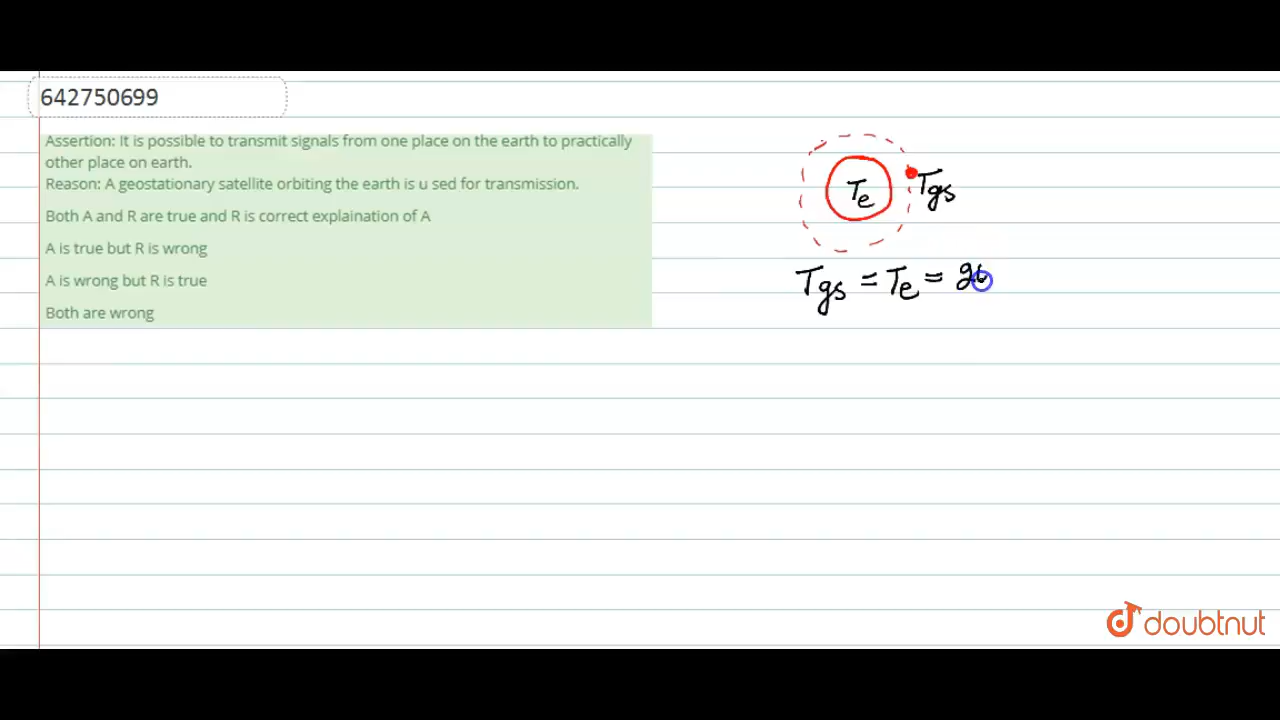 642750699
Assertion: It is possible to transmit signals from one place on the earth to practically
other place on earth.
Reason: A geostationary satellite orbiting the earth is u sed for transmission.
Both A and R are true and R is correct explaination of A
A is true but R is wrong
A is wrong but R is true
Both are wrong
Te
Tgs
Tgs = Te =
doubtnut